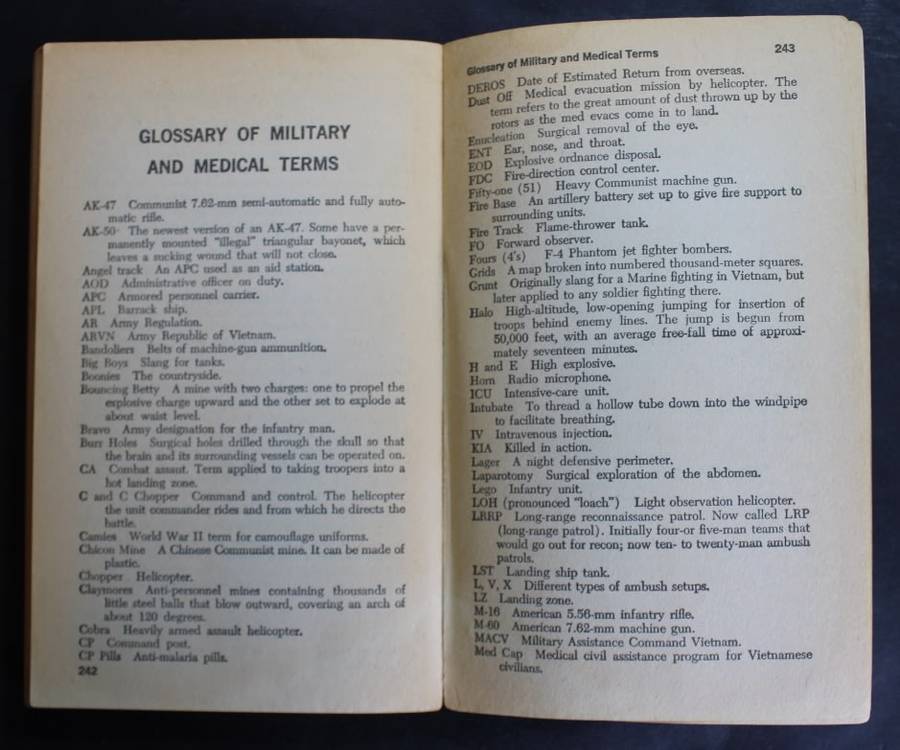 GLOSSARY OF MILITARY
AND MEDICAL TERMS
AK-47 Communist 7.62-mm semi-automatic and fully auto-
matic rifle.
AK-50 The newest version of an AK-47. Some have a per-
manently mounted "illegal" triangular bayonet, which
leaves a sucking wound that will not close.
Angel track An APC used as an aid station.
AOD Administrative officer on duty.
APC Armored personnel carrier.
APL Barrack ship.
AR Army Regulation.
ARVN Army Republic of Vietnam.
Bandoliers Belts of machine-gun ammunition.
Big Boys Slang for tanks.
Boonies The countryside.
Bouncing Betty A mine with two charges: one to propel the
explosive charge upward and the other set to explode at
about waist level.
Bravo Army designation for the infantry man.
Burr Holes Surgical holes drilled through the skull so that
the brain and its surrounding vessels can be operated on.
CA Combat assaut. Term applied to taking troopers into a
hot landing zone.
C and C Chopper Command and control. The helicopter
the unit commander rides and from which he directs the
battle.
Camies World War II term for camouflage uniforms.
Chicon Mine A Chinese Communist mine. It can be made of
plastic.
Chopper Helicopter.
Claymores Anti-personnel mines containing thousands of
little steel balls that blow outward, covering an arc of
about 120 degrees.
Cobra Heavily armed assault helicopter.
CP Command post.
CP Pills Anti-malaria pills.
242
Glossary of Military and Medical Terms 243
DEROS Date of Estimated Return from overseas.
Dust Off Medical evacuation mission by helicopter. The
term refers to the great amount of dust thrown up by the
rotors as the med evacs come in to land.
Enucleation Surgical removal of the eye.
ENT Ear, nose, and throat.
EOD Explosive ordnance disposal.
FDC Fire-direction control center.
Fifty-one (51) Heavy Communist machine gun.
Fire Base An artillery battery set up to give fire support to
surrounding units.
Fire Track Flame-thrower tank.
FO Forward observer.
Fours (4's) F-4 Phantom jet fighter bombers.
Grids A map broken into numbered thousand-meter squares.
Grunt Originally slang for a Marine fighting in Vietnam, but
later applied to any soldier fighting there.
Halo High-altitude, low-opening jumping for insertion of
troops behind enemy lines. The jump is begun from
50,000 feet, with an average free-fall time of approxi-
mately seventeen minutes.
H and E High explosive.
Horn Radio microphone.
ICU Intensive-care unit.
Intubate To thread a hollow tube down into the windpipe
to facilitate breathing.
IV Intravenous injection.
KIA Killed in action.
Lager A night defensive perimeter.
Laparotomy Surgical exploration of the abdomen.
Lego Infantry unit.
LOH (pronounced "loach") Light observation helicopter.
LRRP Long-range reconnaissance patrol. Now called LRP
(long-range patrol). Initially four-or five-man teams that
would go out for recon; now ten- to twenty-man ambush
patrols.
LST Landing ship tank.
L, V, X Different types of ambush setups.
LZ Landing zone.
M-16 American 5.56-mm infantry rifle.
M-60 American 7.62-mm machine gun.
MACV Military Assistance Command Vietnam.
Med Cap Medical civil assistance program for Vietnamese
civilians.